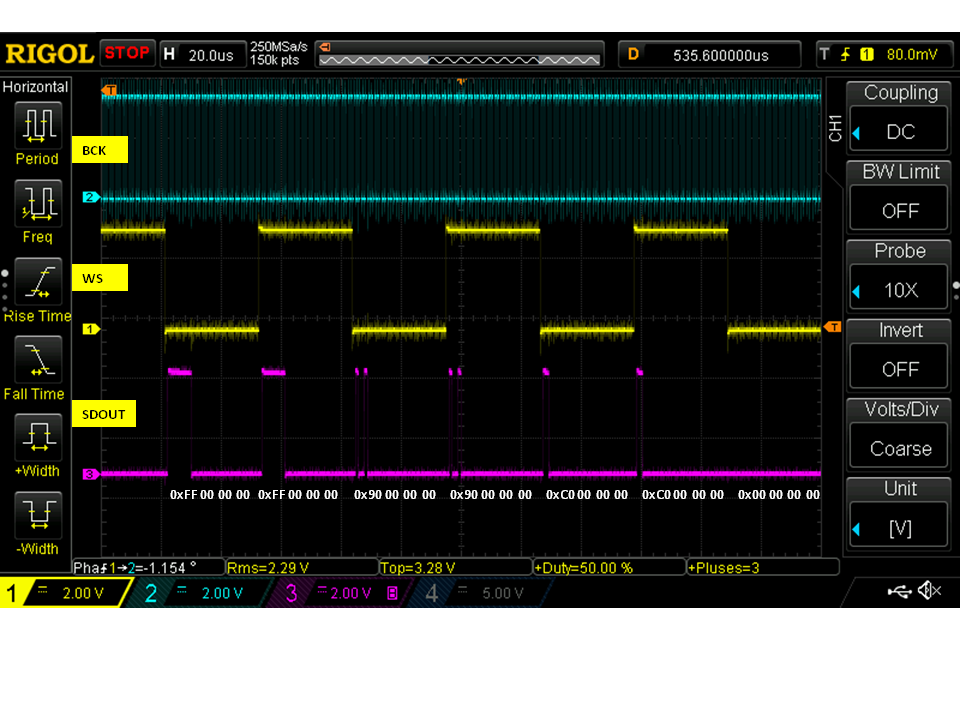 RIGOL STOP H 20.0us 250MSa/s 150k pts D 535.600000us T 1 80.0mV
Horizontal
Period
Freq
Rise Time
Fall Time
+Width
-Width
T
BCK
2
WS
1
T
SDOUT
3
0xFF 00 00 00 0xFF 00 00 00 0x90 00 00 00 0x90 00 00 00 0xC0 00 00 00 0xC0 00 00 00 0x00 00 00 00
CH1
Coupling
DC
BW Limit
OFF
Probe
10X
Invert
OFF
Volts/Div
Coarse
Unit
[V]
Pha⨍1→2=-1.154 ° Rms=2.29 V Top=3.28 V +Duty=50.00 % +Pluses=3
1 2.00 V 2 2.00 V 3 2.00 V B 4 5.00 V